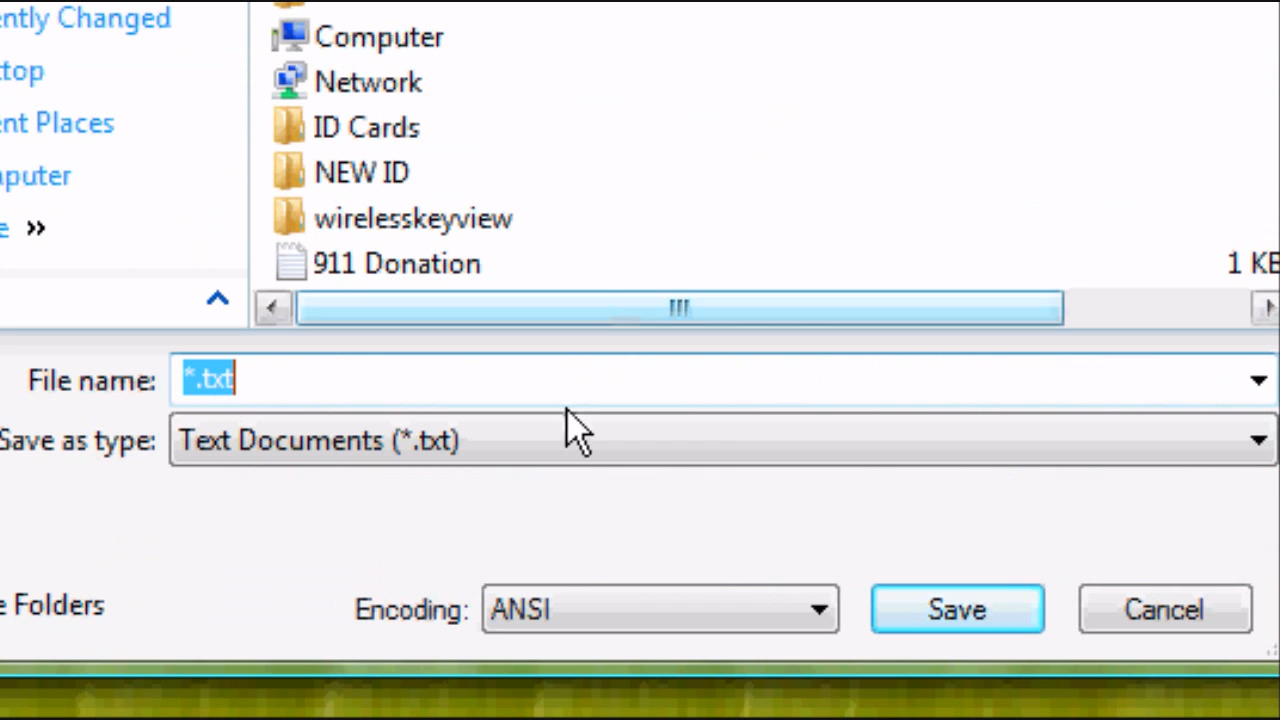 ently Changed
Computer
top
Network
ent Places
ID Cards
NEW ID
puter
wirelesskeyview
e »
911 Donation 1 KB
File name: *.txt
Save as type: Text Documents (*.txt)
e Folders
Encoding: ANSI Save Cancel